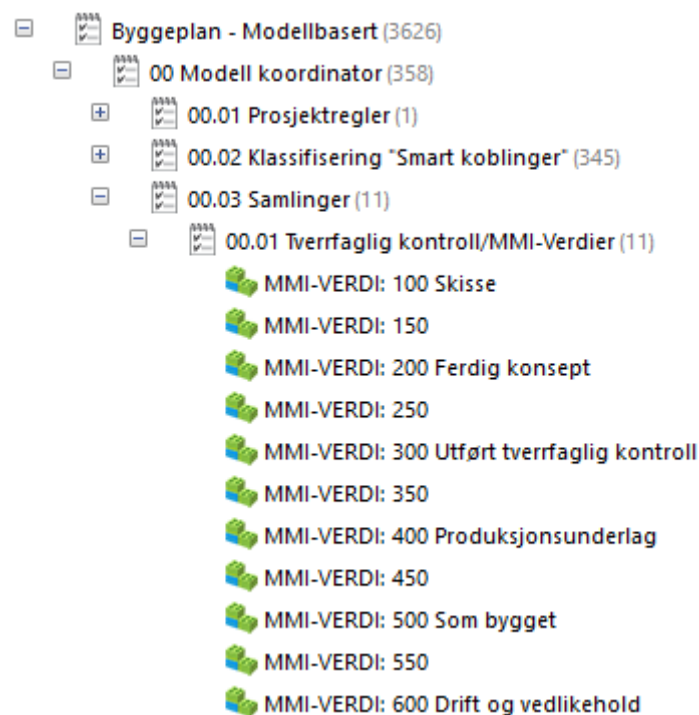 Byggeplan - Modellbasert (3626)
00 Modell koordinator (358)
00.01 Prosjektregler (1)
00.02 Klassifisering "Smart koblinger" (345)
00.03 Samlinger (11)
00.01 Tverrfaglig kontroll/MMI-Verdier (11)
MMI-VERDI: 100 Skisse
MMI-VERDI: 150
MMI-VERDI: 200 Ferdig konsept
MMI-VERDI: 250
MMI-VERDI: 300 Utført tverrfaglig kontroll
MMI-VERDI: 350
MMI-VERDI: 400 Produksjonsunderlag
MMI-VERDI: 450
MMI-VERDI: 500 Som bygget
MMI-VERDI: 550
MMI-VERDI: 600 Drift og vedlikehold